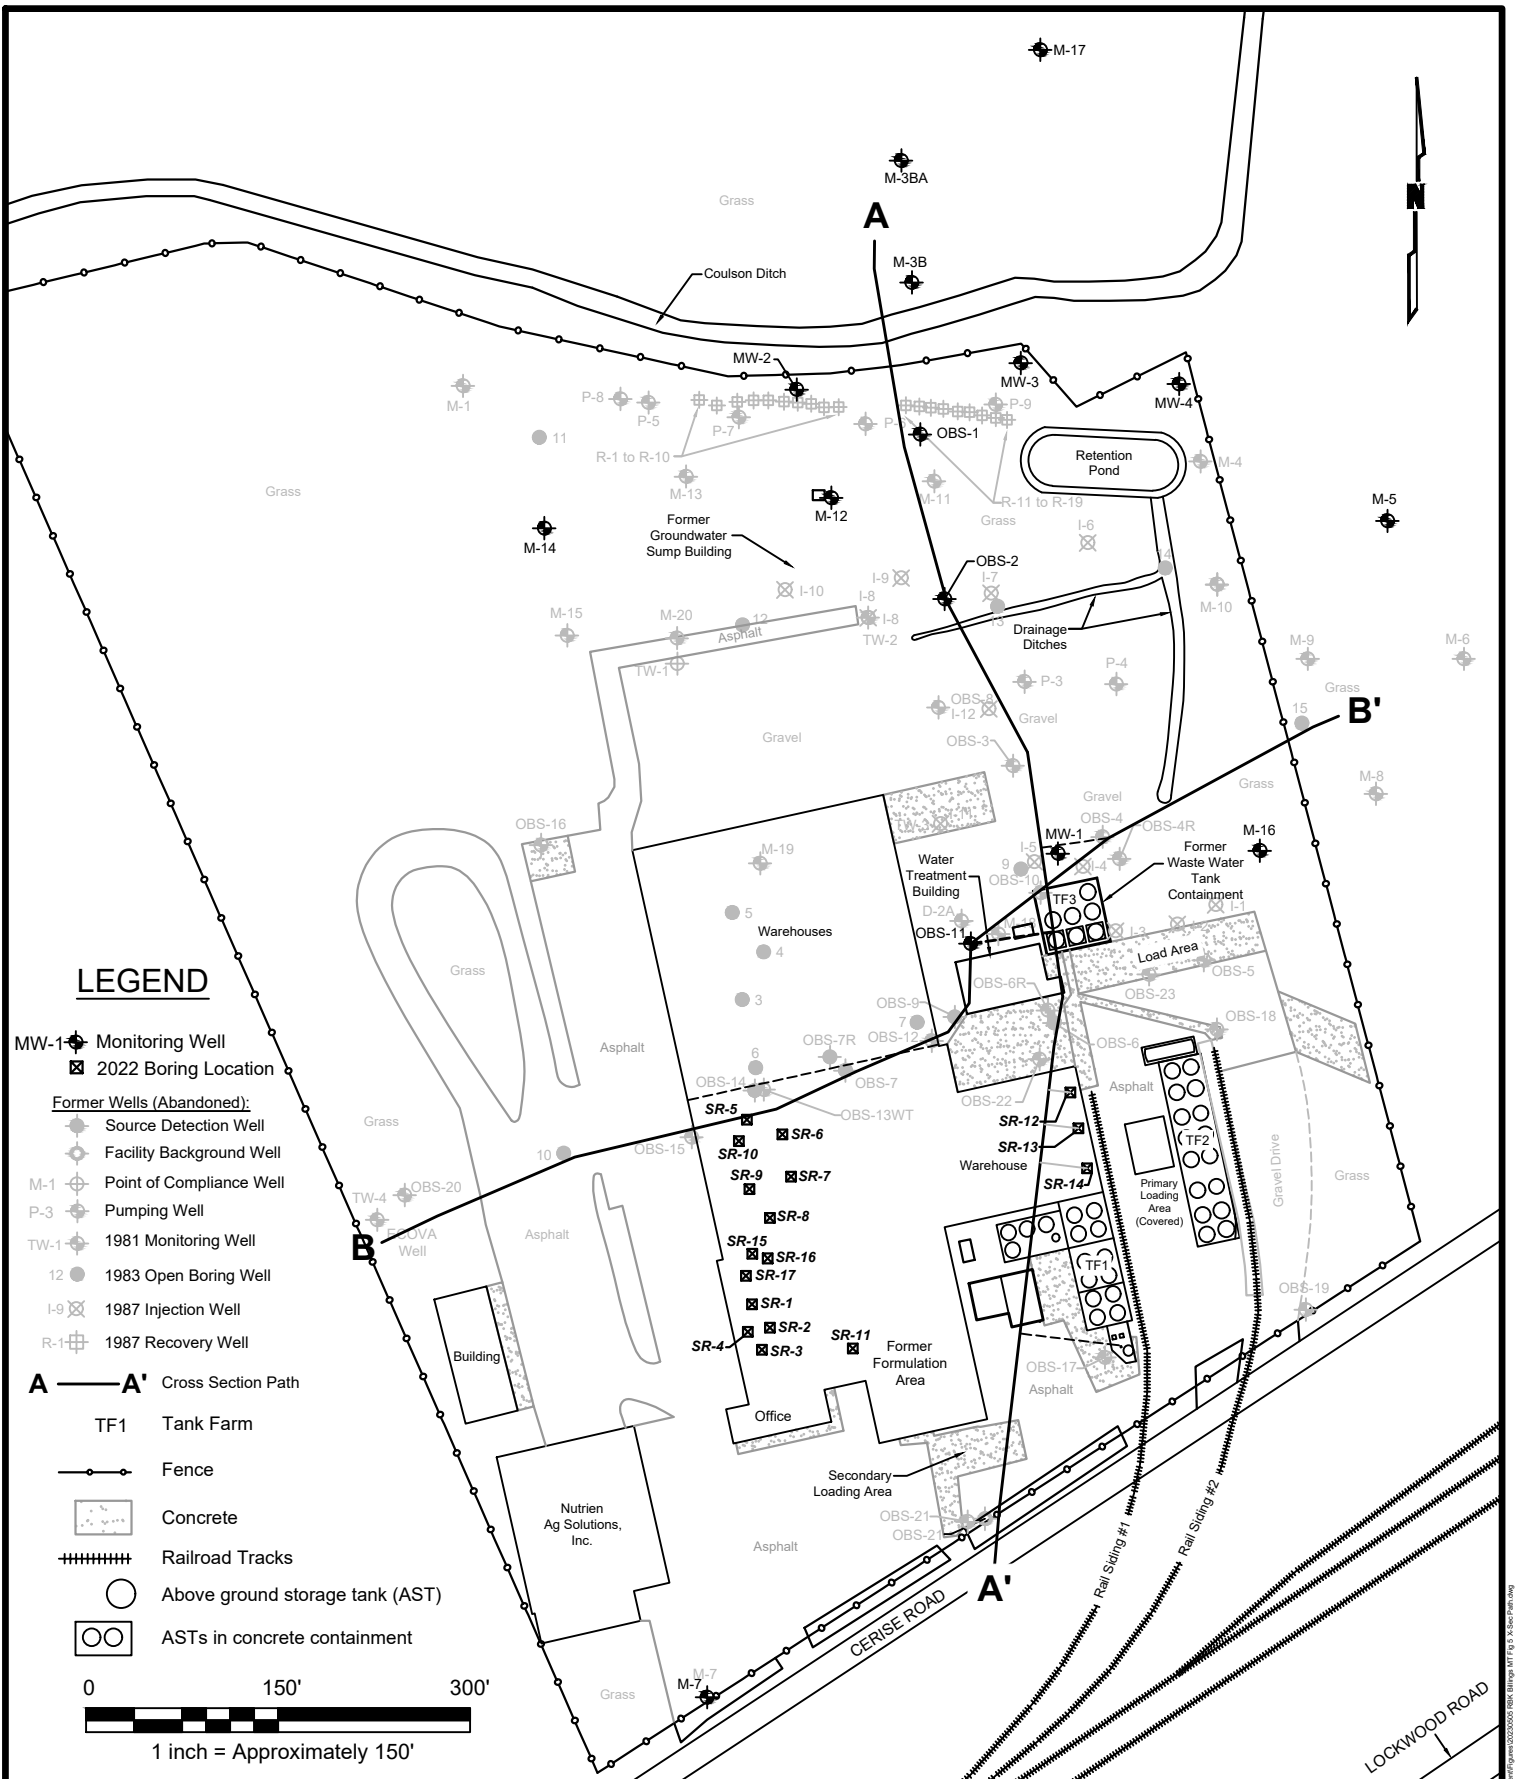 M-17
M-3BA
Grass
A
N
M-3B
Coulson Ditch
MW-2
MW-3
MW-4
M-1
P-8
P-5
P-7
P-9
OBS-1
11
R-1 to R-10
Retention
Pond
M-4
M-13
M-11
R-11 to R-19
Grass
Grass
M-12
M-5
Former
Groundwater
Sump Building
M-14
I-6
14
OBS-2
I-9
I-7
I-10
I-8
I-8
13
M-10
M-15
M-20
12
Asphalt
TW-2
Drainage
Ditches
M-9
M-6
TW-1
P-3
P-4
Grass
OBS-8
I-12
Gravel
15
B'
Gravel
OBS-3
Grass
M-8
Gravel
OBS-16
OBS-4
OBS-4R
MW-1
M-16
M-19
I-5
9
I-4
Former
Waste Water
Tank
Containment
Water
Treatment
Building
OBS-10
TF3
5
D-2A
M-18
I-3
I-1
Warehouses
OBS-11
4
Load Area
Grass
OBS-5
OBS-6R
OBS-23
3
OBS-9
7
OBS-12
OBS-18
LEGEND
MW-1
Monitoring Well
2022 Boring Location
Asphalt
OBS-7R
6
OBS-6
OBS-14
OBS-7
OBS-22
Asphalt
OBS-13WT
Former Wells (Abandoned):
Source Detection Well
Facility Background Well
M-1
Point of Compliance Well
P-3
Pumping Well
TW-1
1981 Monitoring Well
12
1983 Open Boring Well
I-9
1987 Injection Well
R-1
1987 Recovery Well
A
A'
Cross Section Path
TF1
Tank Farm
Fence
Concrete
Railroad Tracks
Above ground storage tank (AST)
ASTs in concrete containment
0
150'
300'
1 inch = Approximately 150'
Grass
SR-5
SR-6
SR-10
SR-9
SR-7
SR-8
SR-15
SR-16
SR-17
SR-1
SR-2
SR-4
SR-3
SR-11
SR-12
SR-13
SR-14
Warehouse
TF2
Primary
Loading
Area
(Covered)
Gravel Drive
Grass
10
OBS-15
TW-4
OBS-20
ECOVA
Well
B
Asphalt
TF1
OBS-19
Building
Former
Formulation
Area
OBS-17
Asphalt
Office
Secondary
Loading Area
Nutrien
Ag Solutions,
Inc.
OBS-21
OBS-21
Asphalt
A'
Rail Siding #1
Rail Siding #2
CERISE ROAD
M-7
M-7
Grass
LOCKWOOD ROAD